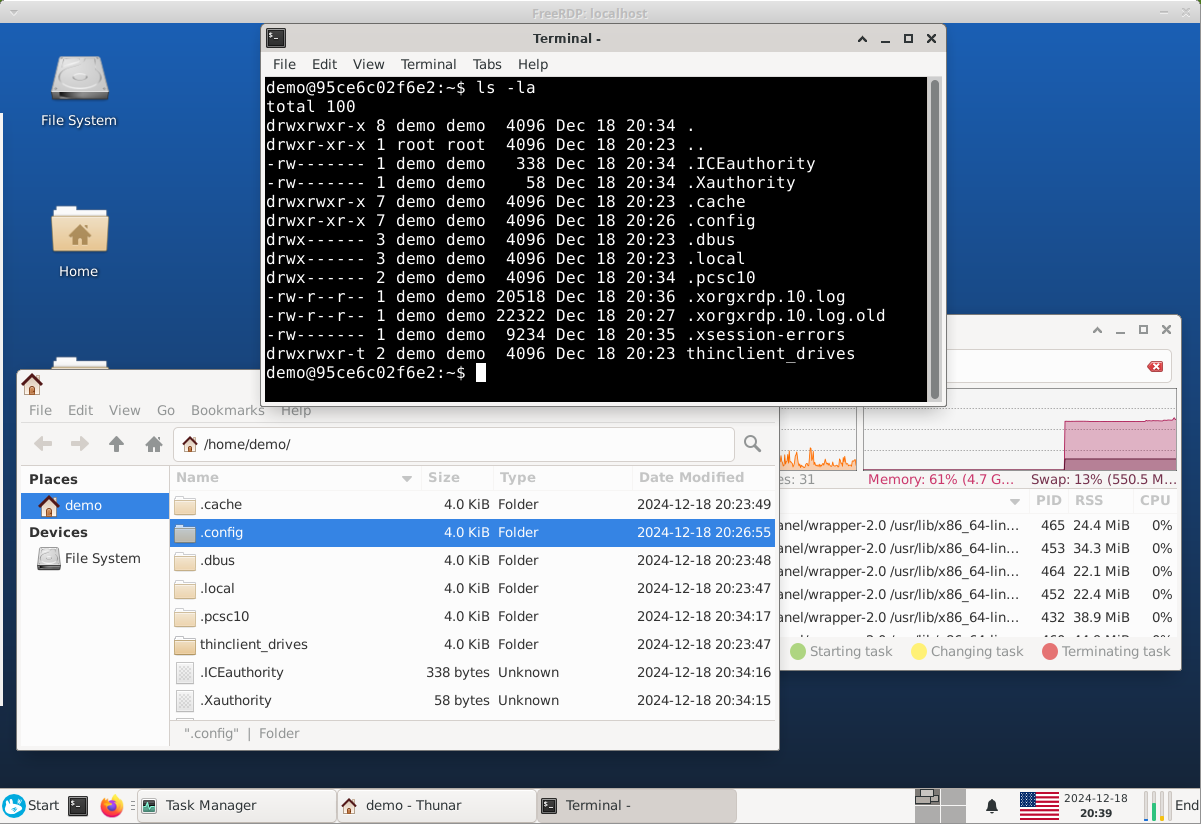 FreeRDP: localhost
File System
Home
Terminal -
File Edit View Terminal Tabs Help
demo@95ce6c02f6e2:~$ ls -la
total 100
drwxrwxr-x 8 demo demo  4096 Dec 18 20:34 .
drwxr-xr-x 1 root root  4096 Dec 18 20:23 ..
-rw------- 1 demo demo   338 Dec 18 20:34 .ICEauthority
-rw------- 1 demo demo    58 Dec 18 20:34 .Xauthority
drwxrwxr-x 7 demo demo  4096 Dec 18 20:23 .cache
drwxr-xr-x 7 demo demo  4096 Dec 18 20:26 .config
drwx------ 3 demo demo  4096 Dec 18 20:23 .dbus
drwx------ 3 demo demo  4096 Dec 18 20:23 .local
drwx------ 2 demo demo  4096 Dec 18 20:34 .pcsc10
-rw-r--r-- 1 demo demo 20518 Dec 18 20:36 .xorgxrdp.10.log
-rw-r--r-- 1 demo demo 22322 Dec 18 20:27 .xorgxrdp.10.log.old
-rw------- 1 demo demo  9234 Dec 18 20:35 .xsession-errors
drwxrwxr-t 2 demo demo  4096 Dec 18 20:23 thinclient_drives
demo@95ce6c02f6e2:~$
File Edit View Go Bookmarks Help
/home/demo/
Places
demo
Devices
File System
Name Size Type Date Modified
.cache 4.0 KiB Folder 2024-12-18 20:23:49
.config 4.0 KiB Folder 2024-12-18 20:26:55
.dbus 4.0 KiB Folder 2024-12-18 20:23:48
.local 4.0 KiB Folder 2024-12-18 20:23:47
.pcsc10 4.0 KiB Folder 2024-12-18 20:34:17
thinclient_drives 4.0 KiB Folder 2024-12-18 20:23:47
.ICEauthority 338 bytes Unknown 2024-12-18 20:34:16
.Xauthority 58 bytes Unknown 2024-12-18 20:34:15
".config" | Folder
es: 31 Memory: 61% (4.7 G... Swap: 13% (550.5 M...
PID RSS CPU
anel/wrapper-2.0 /usr/lib/x86_64-lin... 465 24.4 MiB 0%
anel/wrapper-2.0 /usr/lib/x86_64-lin... 453 34.3 MiB 0%
anel/wrapper-2.0 /usr/lib/x86_64-lin... 464 22.1 MiB 0%
anel/wrapper-2.0 /usr/lib/x86_64-lin... 452 22.4 MiB 0%
anel/wrapper-2.0 /usr/lib/x86_64-lin... 432 38.9 MiB 0%
Starting task Changing task Terminating task
Start Task Manager demo - Thunar Terminal - 2024-12-18 End
20:39